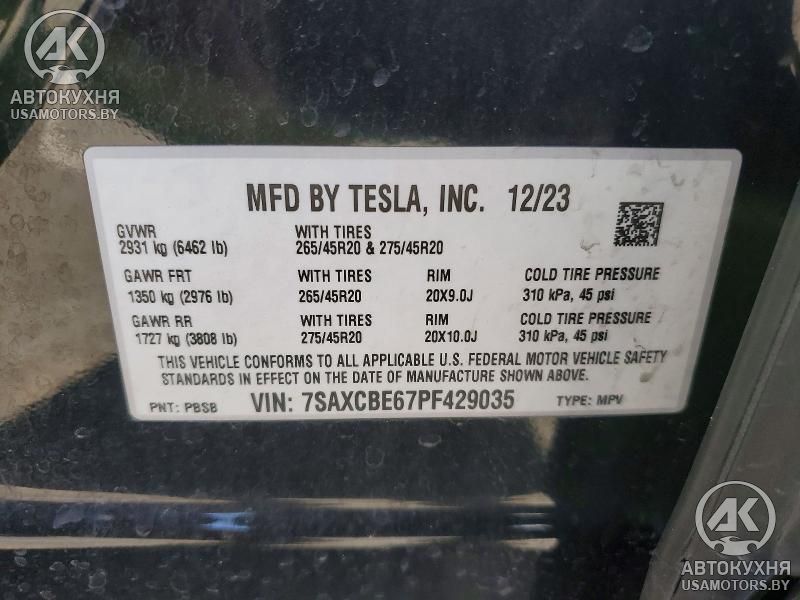 AK
АВТОКУХНЯ
USAMOTORS.BY
MFD BY TESLA, INC. 12/23
GVWR WITH TIRES
2931 kg (6462 lb) 265/45R20 & 275/45R20
GAWR FRT WITH TIRES RIM COLD TIRE PRESSURE
1350 kg (2976 lb) 265/45R20 20X9.0J 310 kPa, 45 psi
GAWR RR WITH TIRES RIM COLD TIRE PRESSURE
1727 kg (3808 lb) 275/45R20 20X10.0J 310 kPa, 45 psi
THIS VEHICLE CONFORMS TO ALL APPLICABLE U.S. FEDERAL MOTOR VEHICLE SAFETY
STANDARDS IN EFFECT ON THE DATE OF MANUFACTURE SHOWN ABOVE.
PNT: PBSB VIN: 7SAXCBE67PF429035 TYPE: MPV
AK
АВТОКУХНЯ
USAMOTORS.BY